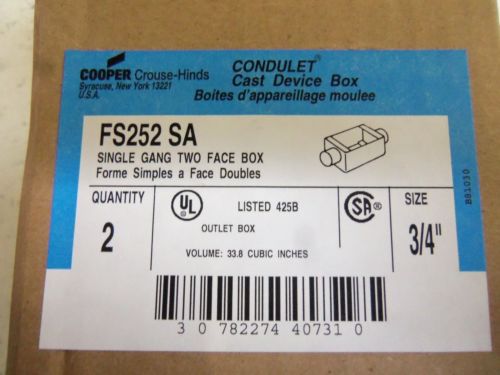 COOPER Crouse-Hinds
Syracuse, New York 13221
U.S.A.
CONDULET®
Cast Device Box
Boîtes d'appareillage moulee
FS252 SA
SINGLE GANG TWO FACE BOX
Forme Simples a Face Doubles
QUANTITY
2
UL
®
LISTED 425B
OUTLET BOX
VOLUME: 33.8 CUBIC INCHES
SA®
SIZE
3/4"
B81030
3 0 782274 40731 0